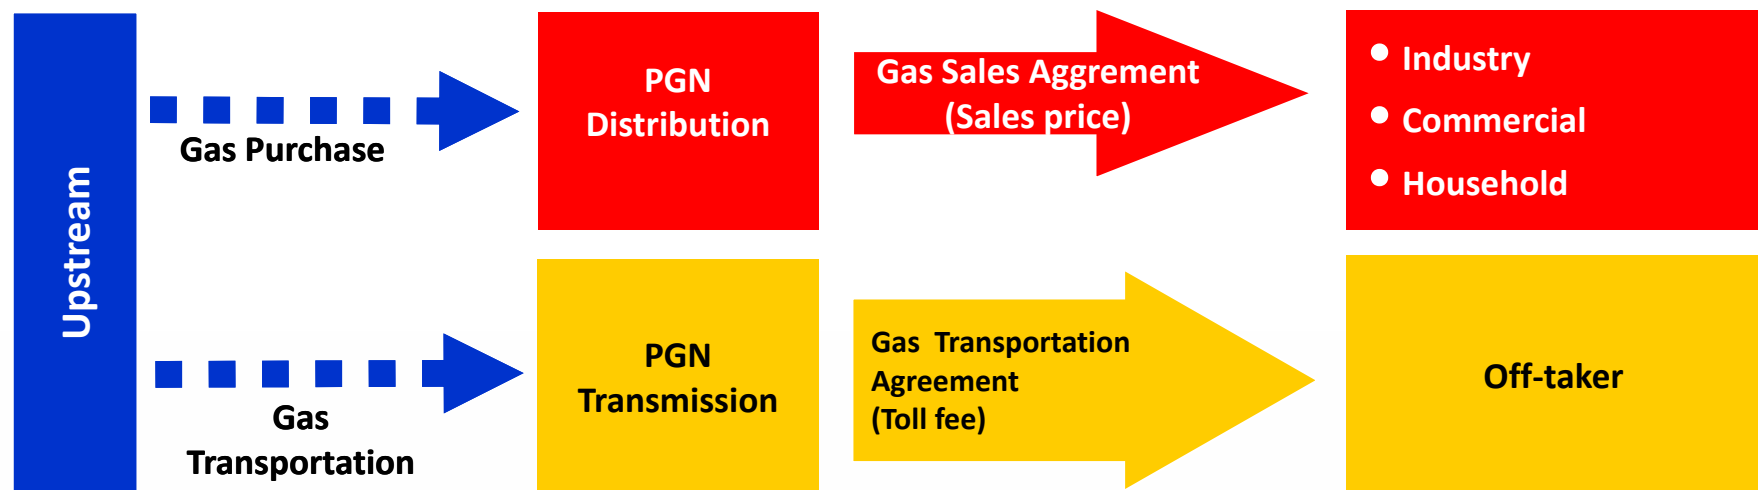 Upstream
Gas Purchase
PGN
Distribution
Gas Sales Aggrement
(Sales price)
• Industry
• Commercial
• Household
Gas
Transportation
PGN
Transmission
Gas Transportation
Agreement
(Toll fee)
Off-taker